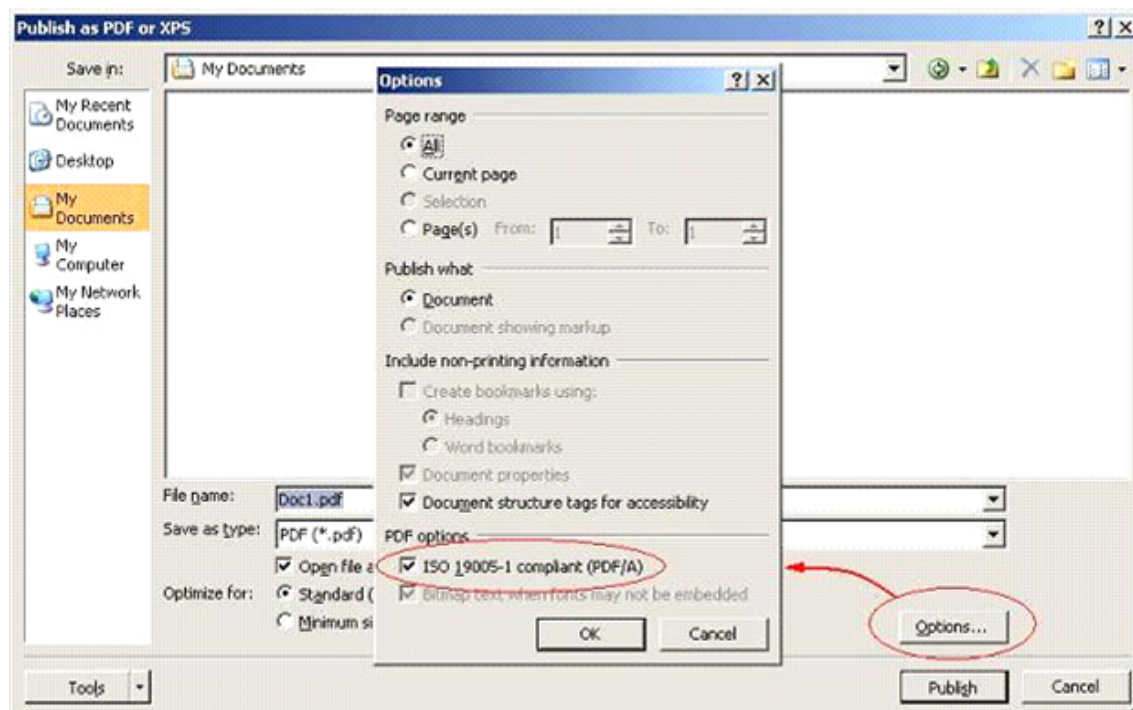 Publish as PDF or XPS
Save in:
My Documents
My Recent
Documents
Desktop
My
Documents
My
Computer
My Network
Places
Options
Page range
All
Current page
Selection
Page(s) From: 1 To: 1
Publish what
Document
Document showing markup
Include non-printing information
Create bookmarks using:
Headings
Word bookmarks
Document properties
Document structure tags for accessibility
PDF options
ISO 19005-1 compliant (PDF/A)
Bitmap text when fonts may not be embedded
OK Cancel
File name: Doc1.pdf
Save as type: PDF (*.pdf)
Open file a
Optimize for: Standard (
Minimum si
Options...
Tools Publish Cancel